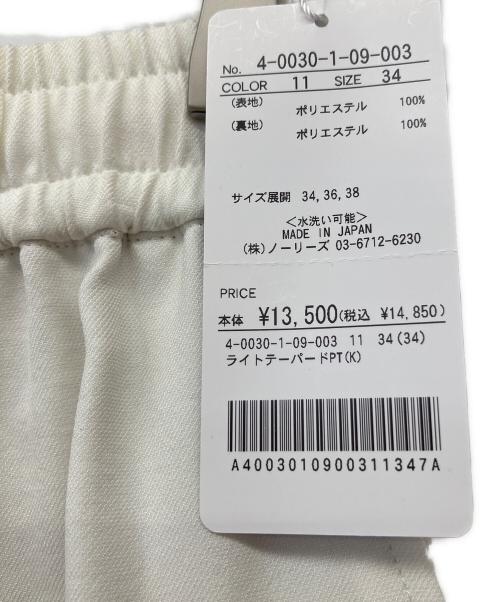 No. 4-0030-1-09-003
COLOR 11 SIZE 34
(表地) ポリエステル 100%
(裏地) ポリエステル 100%
サイズ展開 34,36,38
<水洗い可能>
MADE IN JAPAN
(株)ノーリーズ 03-6712-6230
PRICE
本体 ¥13,500(税込 ¥14,850)
4-0030-1-09-003 11 34(34)
ライトテーパードPT(K)
A4003010900311347A